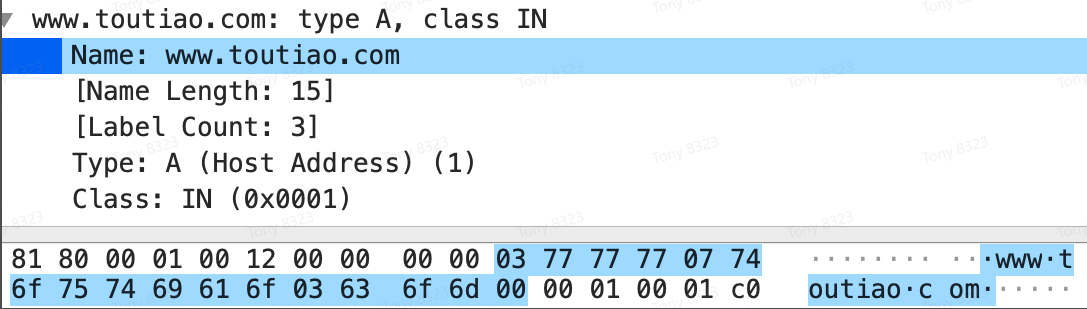 www.toutiao.com: type A, class IN
Name: www.toutiao.com
[Name Length: 15]
[Label Count: 3]
Type: A (Host Address) (1)
Class: IN (0x0001)
81 80 00 01 00 12 00 00  00 00 03 77 77 77 07 74   ········ ···www·t
6f 75 74 69 61 6f 03 63  6f 6d 00 00 01 00 01 c0   outiao·c om······
Tony 8323